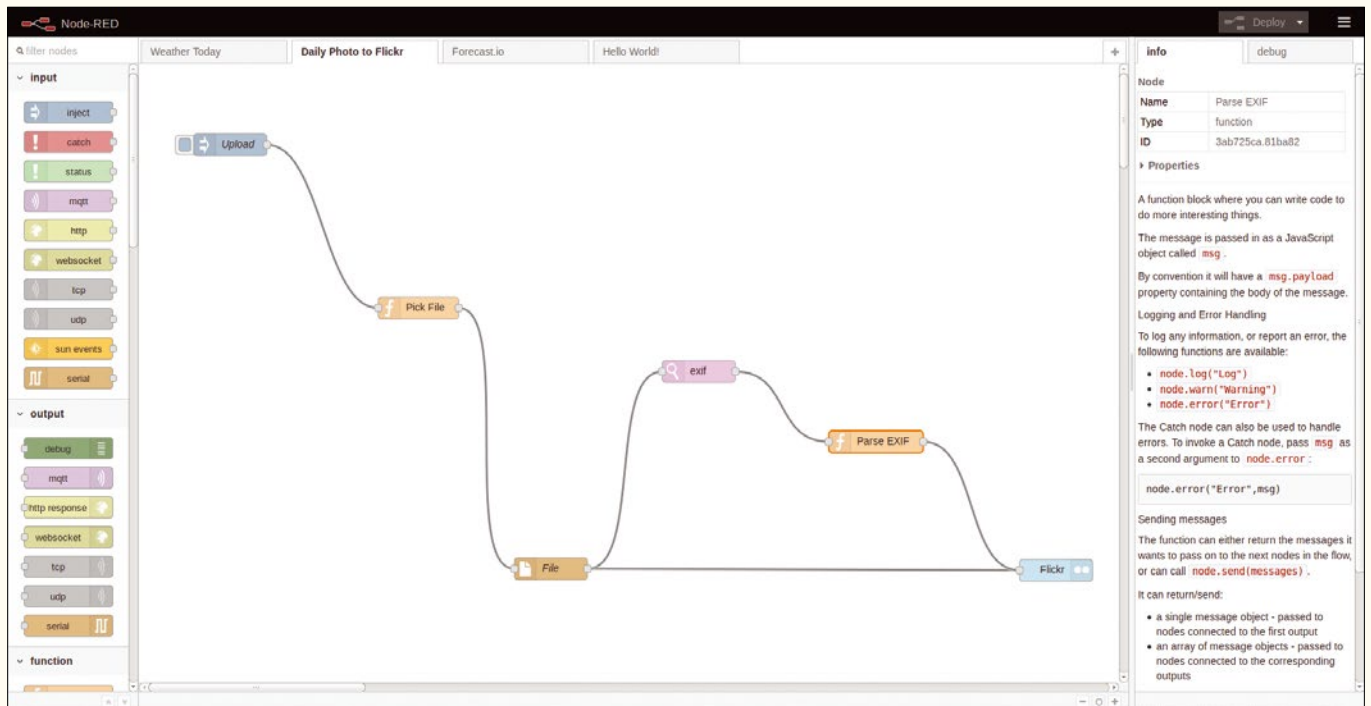 Node-RED
Deploy
filter nodes
input
inject
catch
status
mqtt
http
websocket
tcp
udp
sun events
serial
output
debug
mqtt
http response
websocket
tcp
udp
serial
function
Weather Today
Daily Photo to Flickr
Forecast.io
Hello World!
Upload
Pick File
exif
Parse EXIF
File
Flickr
info
debug
Node
Name Parse EXIF
Type function
ID 3ab725ca.81ba82
Properties
A function block where you can write code to
do more interesting things.
The message is passed in as a JavaScript
object called msg .
By convention it will have a msg.payload
property containing the body of the message.
Logging and Error Handling
To log any information, or report an error, the
following functions are available:
• node.log("Log")
• node.warn("Warning")
• node.error("Error")
The Catch node can also be used to handle
errors. To invoke a Catch node, pass msg as
a second argument to node.error :
node.error("Error",msg)
Sending messages
The function can either return the messages it
wants to pass on to the next nodes in the flow,
or can call node.send(messages) .
It can return/send:
• a single message object - passed to
nodes connected to the first output
• an array of message objects - passed to
nodes connected to the corresponding
outputs